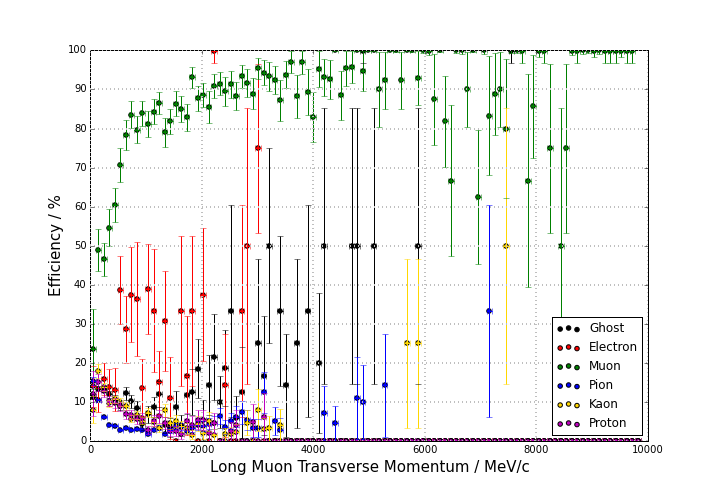 100
90
80
70
60
50
40
30
20
10
0
Efficiency / %
0 2000 4000 6000 8000 10000
Long Muon Transverse Momentum / MeV/c
Ghost
Electron
Muon
Pion
Kaon
Proton